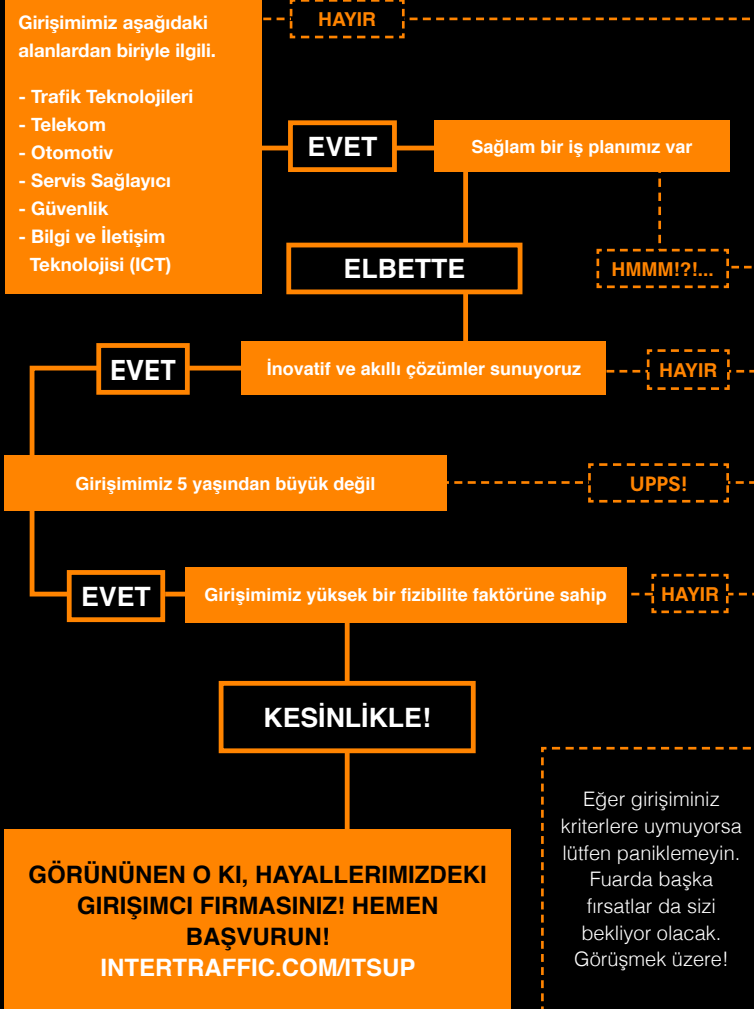 Girişimimiz aşağıdaki
alanlardan biriyle ilgili.
- Trafik Teknolojileri
- Telekom
- Otomotiv
- Servis Sağlayıcı
- Güvenlik
- Bilgi ve İletişim
Teknolojisi (ICT)
HAYIR
EVET
Sağlam bir iş planımız var
ELBETTE
HMMM!?!...
EVET
İnovatif ve akıllı çözümler sunuyoruz
HAYIR
Girişimimiz 5 yaşından büyük değil
UPPS!
EVET
Girişimimiz yüksek bir fizibilite faktörüne sahip
HAYIR
KESİNLİKLE!
GÖRÜNÜNEN O KI, HAYALLERIMIZDEKI
GIRIŞIMCI FIRMASINIZ! HEMEN
BAŞVURUN!
INTERTRAFFIC.COM/ITSUP
Eğer girişiminiz
kriterlere uymuyorsa
lütfen paniklemeyin.
Fuarda başka
fırsatlar da sizi
bekliyor olacak.
Görüşmek üzere!